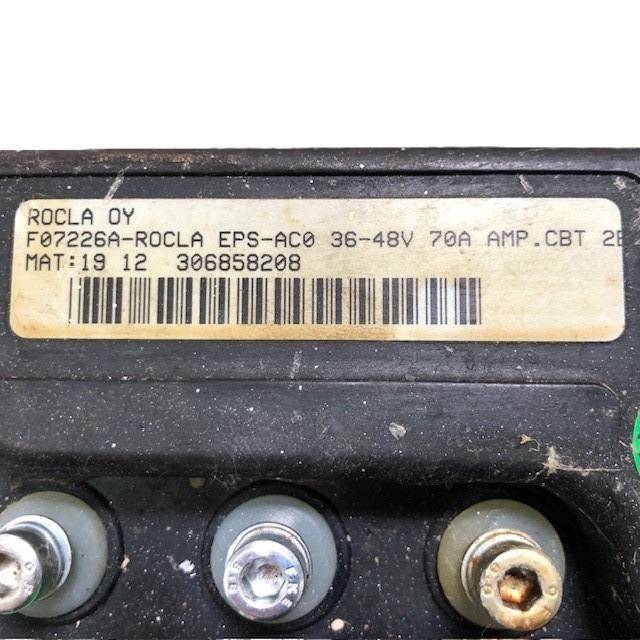 ROCLA OY
F07226A-ROCLA EPS-AC0 36-48V 70A AMP.CBT
MAT:19 12 306858208